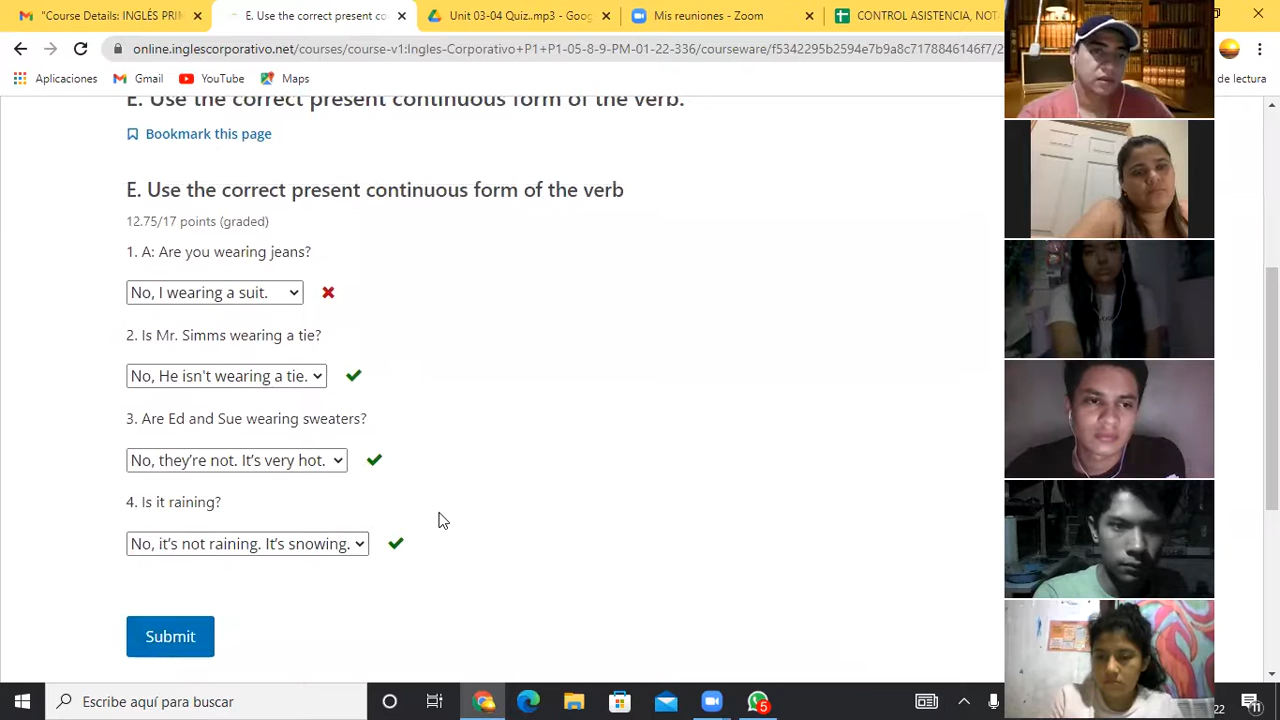 "Course Details: INGLÉS PRI
E. Use the correct present co
Unit 03-04 Quiz..mpx - Goog
Mis reuniones - Zoom
CONTROL ASISTENCIA_NOT
online.inglescorporativo.net/courses/course-v1:Ingles-Corporativo+P1+P1-05-8-9-PM-01-22-336/courseware/f5342295b2594e7b9a8c7178846146f7/2
Aplicaciones
Gmail
YouTube
Maps
de lectura
E. Use the correct present continuous form of the verb.
Bookmark this page
E. Use the correct present continuous form of the verb
12.75/17 points (graded)
1. A: Are you wearing jeans?
No, I wearing a suit.
2. Is Mr. Simms wearing a tie?
No, He isn't wearing a tie.
3. Are Ed and Sue wearing sweaters?
No, they're not. It's very hot.
4. Is it raining?
No, it's not raining. It's snowing.
Submit
Escribe aquí para buscar
5
22
11